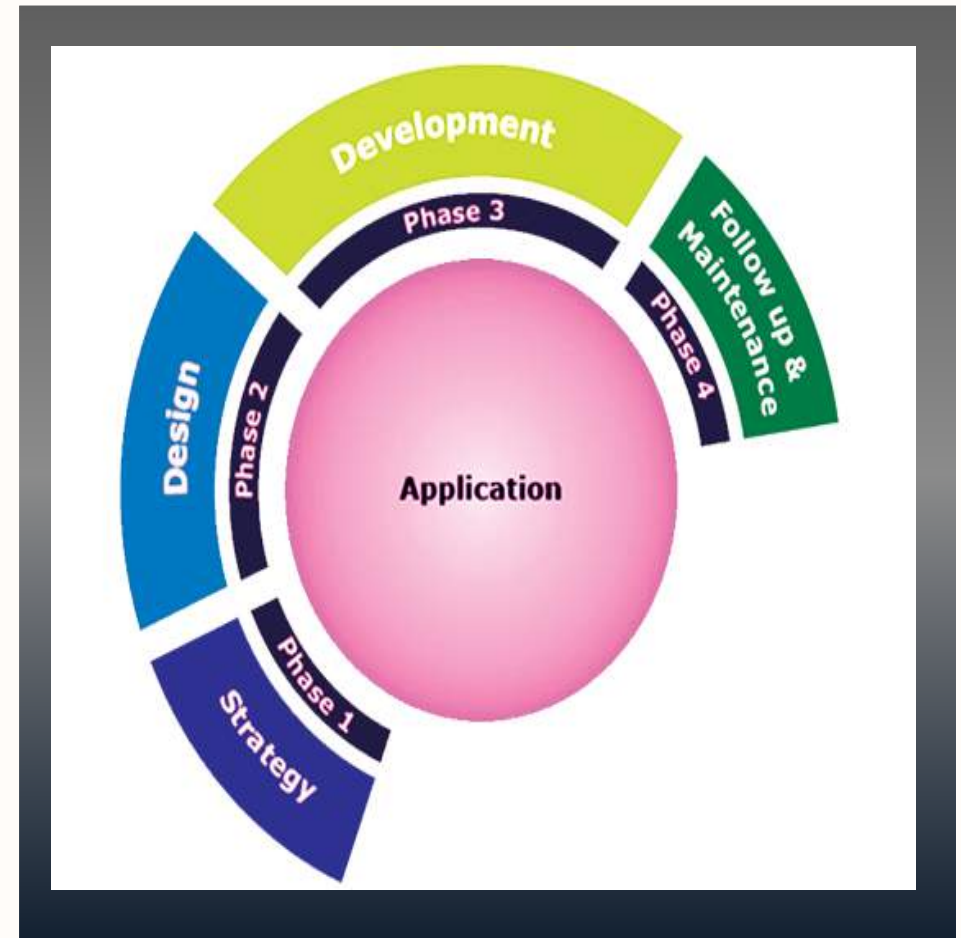 Development
Phase 3
Follow up &
Maintenance
Phase 4
Design
Phase 2
Application
Phase 1
Strategy